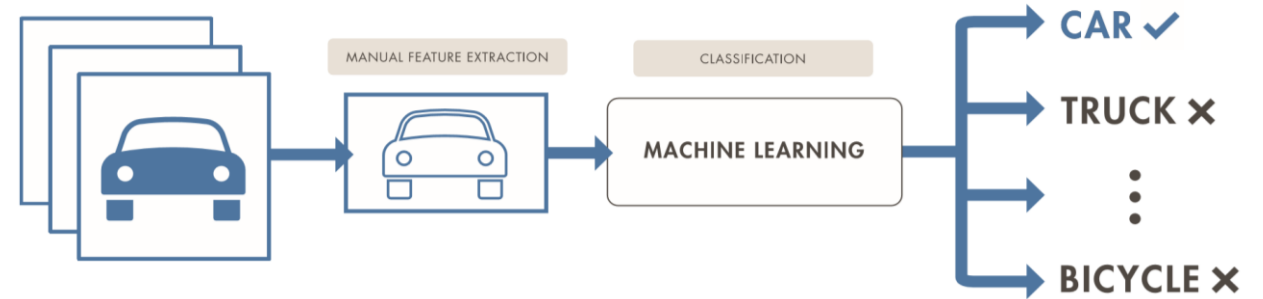 MANUAL FEATURE EXTRACTION
CLASSIFICATION
MACHINE LEARNING
CAR
TRUCK
BICYCLE